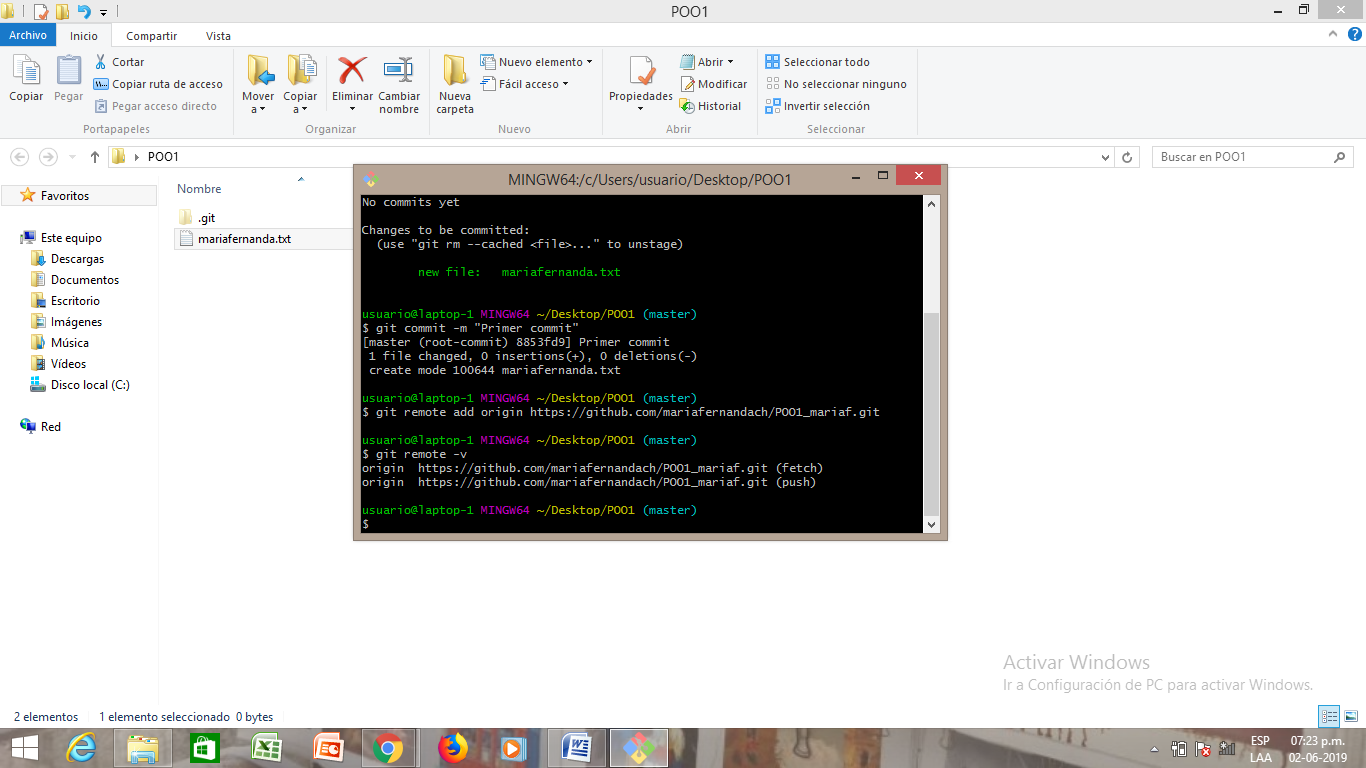 POO1
Archivo Inicio Compartir Vista
Copiar
Pegar
Cortar
Copiar ruta de acceso
Pegar acceso directo
Portapapeles
Mover a
Copiar a
Eliminar
Cambiar nombre
Organizar
Nueva carpeta
Nuevo elemento
Fácil acceso
Nuevo
Propiedades
Abrir
Modificar
Historial
Abrir
Seleccionar todo
No seleccionar ninguno
Invertir selección
Seleccionar
POO1
Buscar en POO1
Favoritos
Este equipo
Descargas
Documentos
Escritorio
Imágenes
Música
Vídeos
Disco local (C:)
Red
Nombre
.git
mariafernanda.txt
MINGW64:/c/Users/usuario/Desktop/POO1
No commits yet
Changes to be committed:
(use "git rm --cached <file>..." to unstage)
new file: mariafernanda.txt
usuario@laptop-1 MINGW64 ~/Desktop/POO1 (master)
$ git commit -m "Primer commit"
[master (root-commit) 8853fd9] Primer commit
1 file changed, 0 insertions(+), 0 deletions(-)
create mode 100644 mariafernanda.txt
usuario@laptop-1 MINGW64 ~/Desktop/POO1 (master)
$ git remote add origin https://github.com/mariafernandach/POO1_mariaf.git
usuario@laptop-1 MINGW64 ~/Desktop/POO1 (master)
$ git remote -v
origin https://github.com/mariafernandach/POO1_mariaf.git (fetch)
origin https://github.com/mariafernandach/POO1_mariaf.git (push)
usuario@laptop-1 MINGW64 ~/Desktop/POO1 (master)
$
Activar Windows
Ir a Configuración de PC para activar Windows.
2 elementos 1 elemento seleccionado 0 bytes
ESP 07:23 p.m.
LAA 02-06-2019